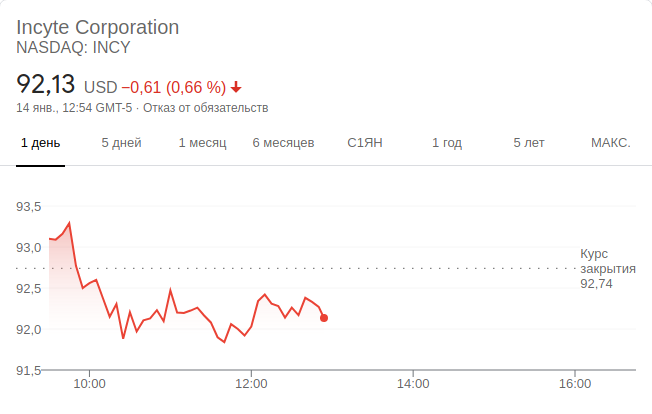 Incyte Corporation
NASDAQ: INCY
92,13 USD −0,61 (0,66 %)
14 янв., 12:54 GMT-5 · Отказ от обязательств
1 день 5 дней 1 месяц 6 месяцев С1ЯН 1 год 5 лет МАКС.
93,5
93,0
Курс
закрытия
92,74
92,5
92,0
91,5
10:00 12:00 14:00 16:00